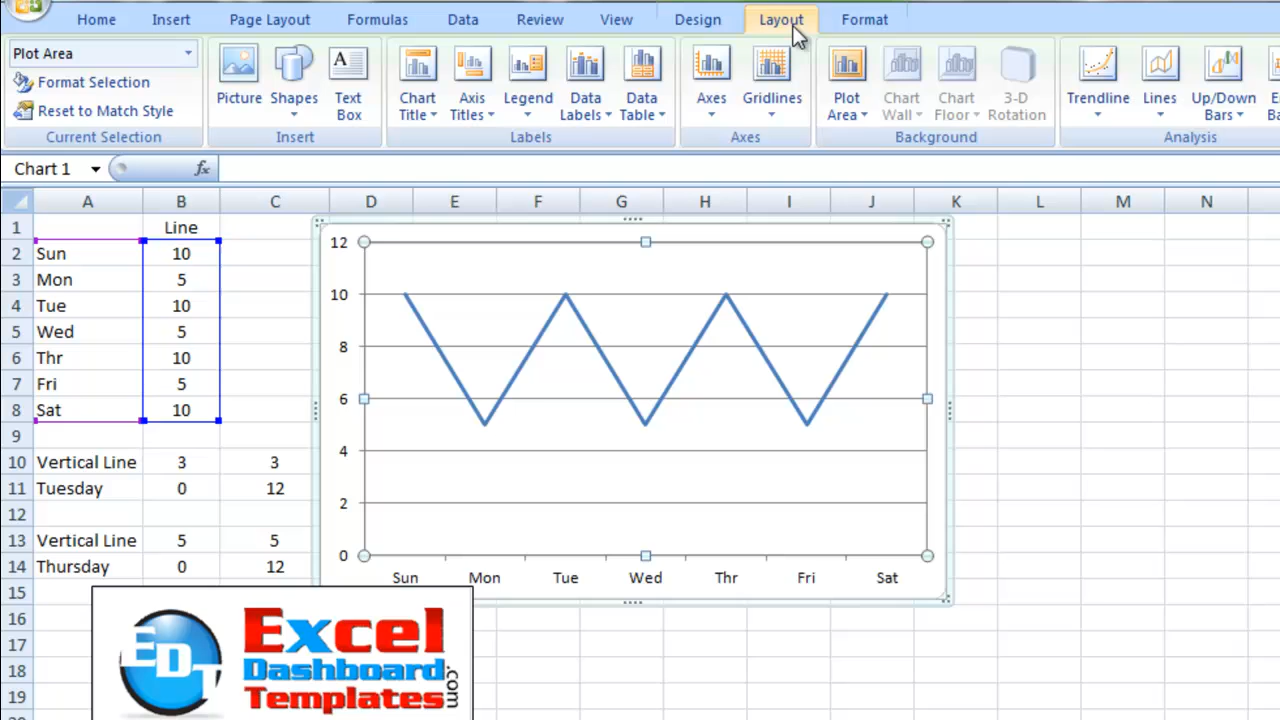 Home Insert Page Layout Formulas Data Review View Design Layout Format
Plot Area
Format Selection
Reset to Match Style
Current Selection
Picture Shapes Text Box
Insert
Chart Title Axis Titles Legend Data Labels Data Table
Labels
Axes Gridlines
Axes
Plot Area Chart Wall Chart Floor 3-D Rotation
Background
Trendline Lines Up/Down Bars
Analysis
Chart 1 fx
A B C D E F G H I J K L M N
1 Line
2 Sun 10
3 Mon 5
4 Tue 10
5 Wed 5
6 Thr 10
7 Fri 5
8 Sat 10
9
10 Vertical Line 3 3
11 Tuesday 0 12
12
13 Vertical Line 5 5
14 Thursday 0 12
15
16
17
18
19
12
10
8
6
4
2
0
Sun Mon Tue Wed Thr Fri Sat
EDT
Excel
Dashboard
Templates
.com